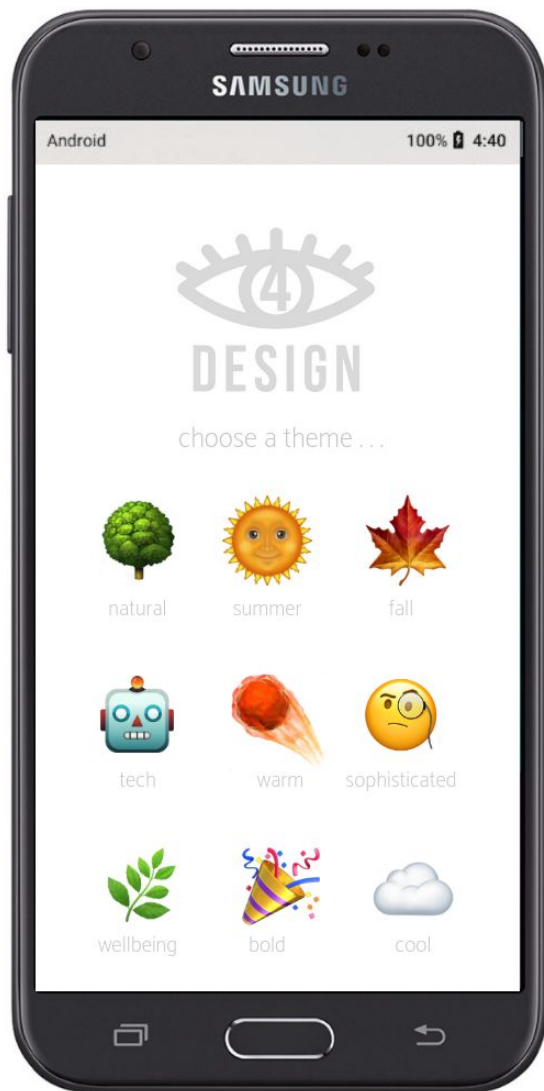 SAMSUNG
Android 100% 4:40
4
DESIGN
choose a theme . . .
natural summer fall
tech warm sophisticated
wellbeing bold cool